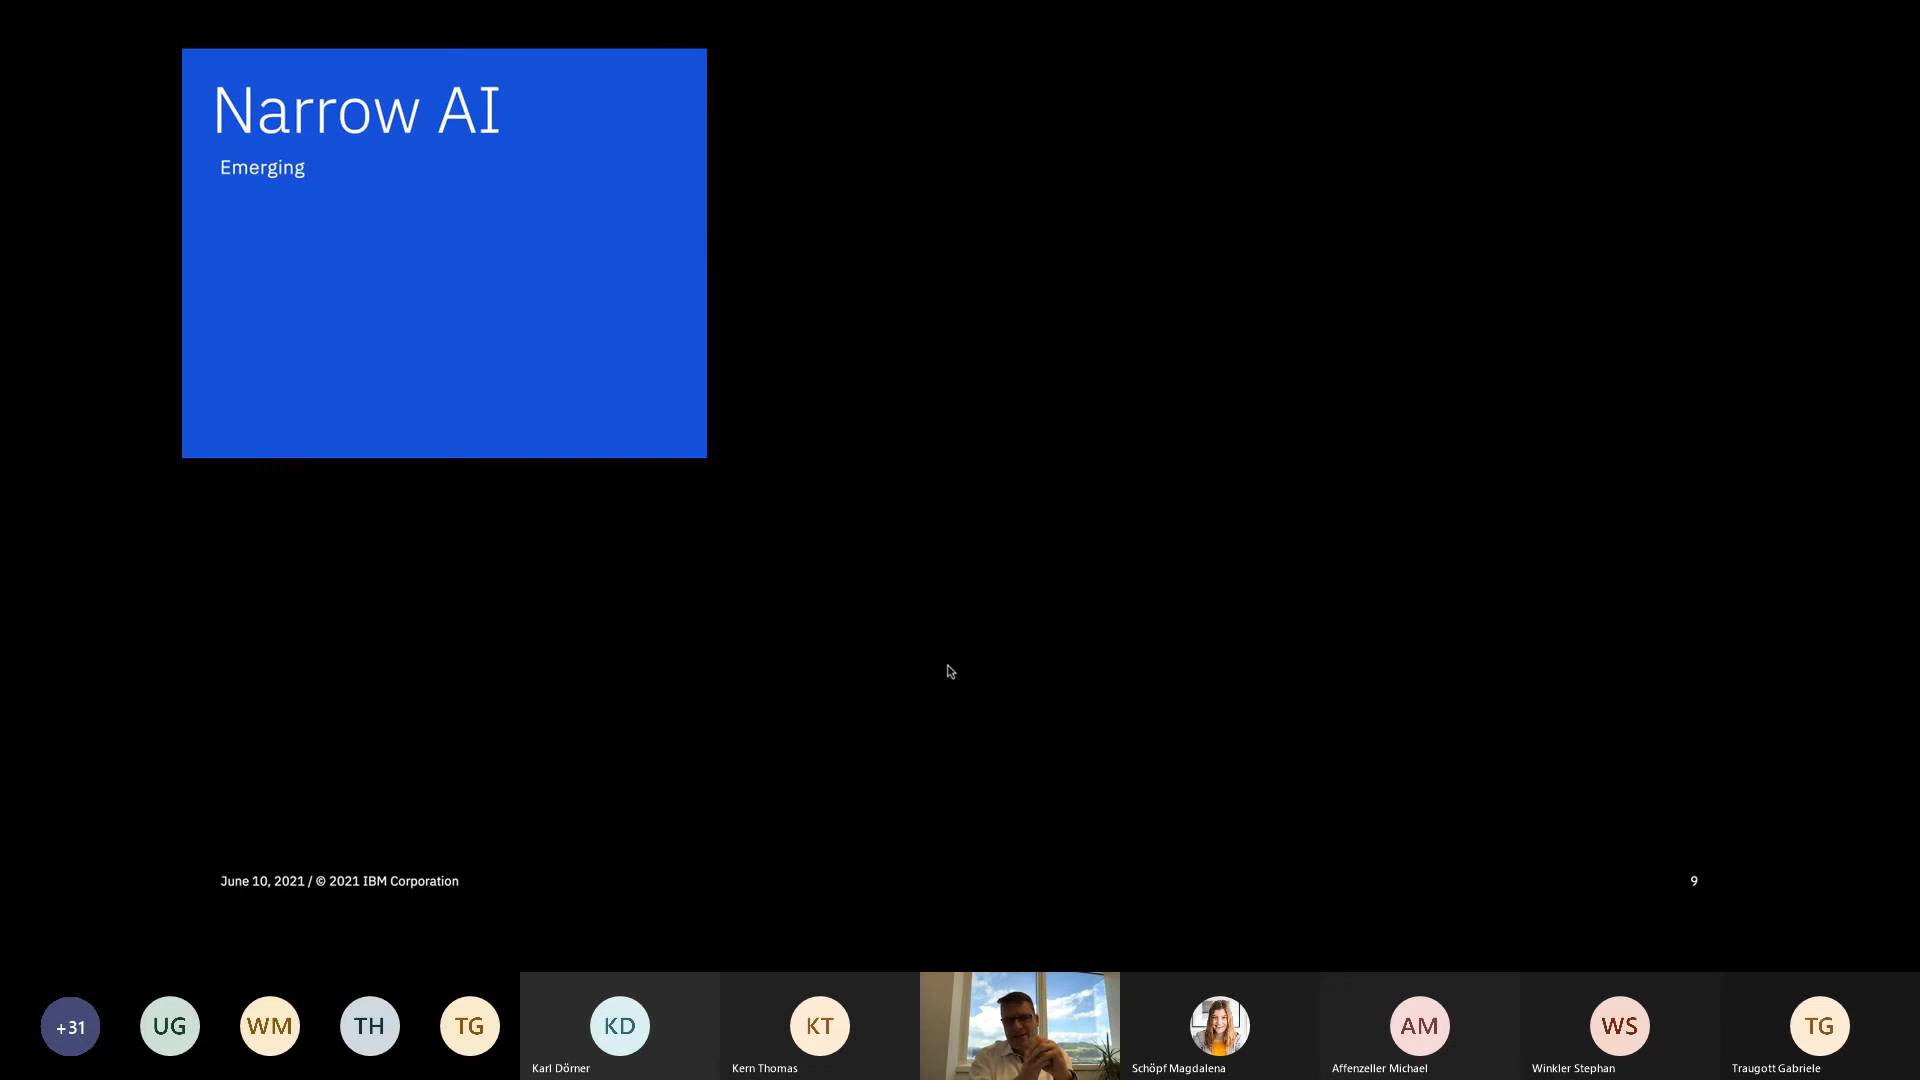 Narrow AI
Emerging
June 10, 2021 / © 2021 IBM Corporation
9
+31
UG
WM
TH
TG
KD
KT
AM
WS
TG
Karl Dörner
Kern Thomas
Schöpf Magdalena
Affenzeller Michael
Winkler Stephan
Traugott Gabriele